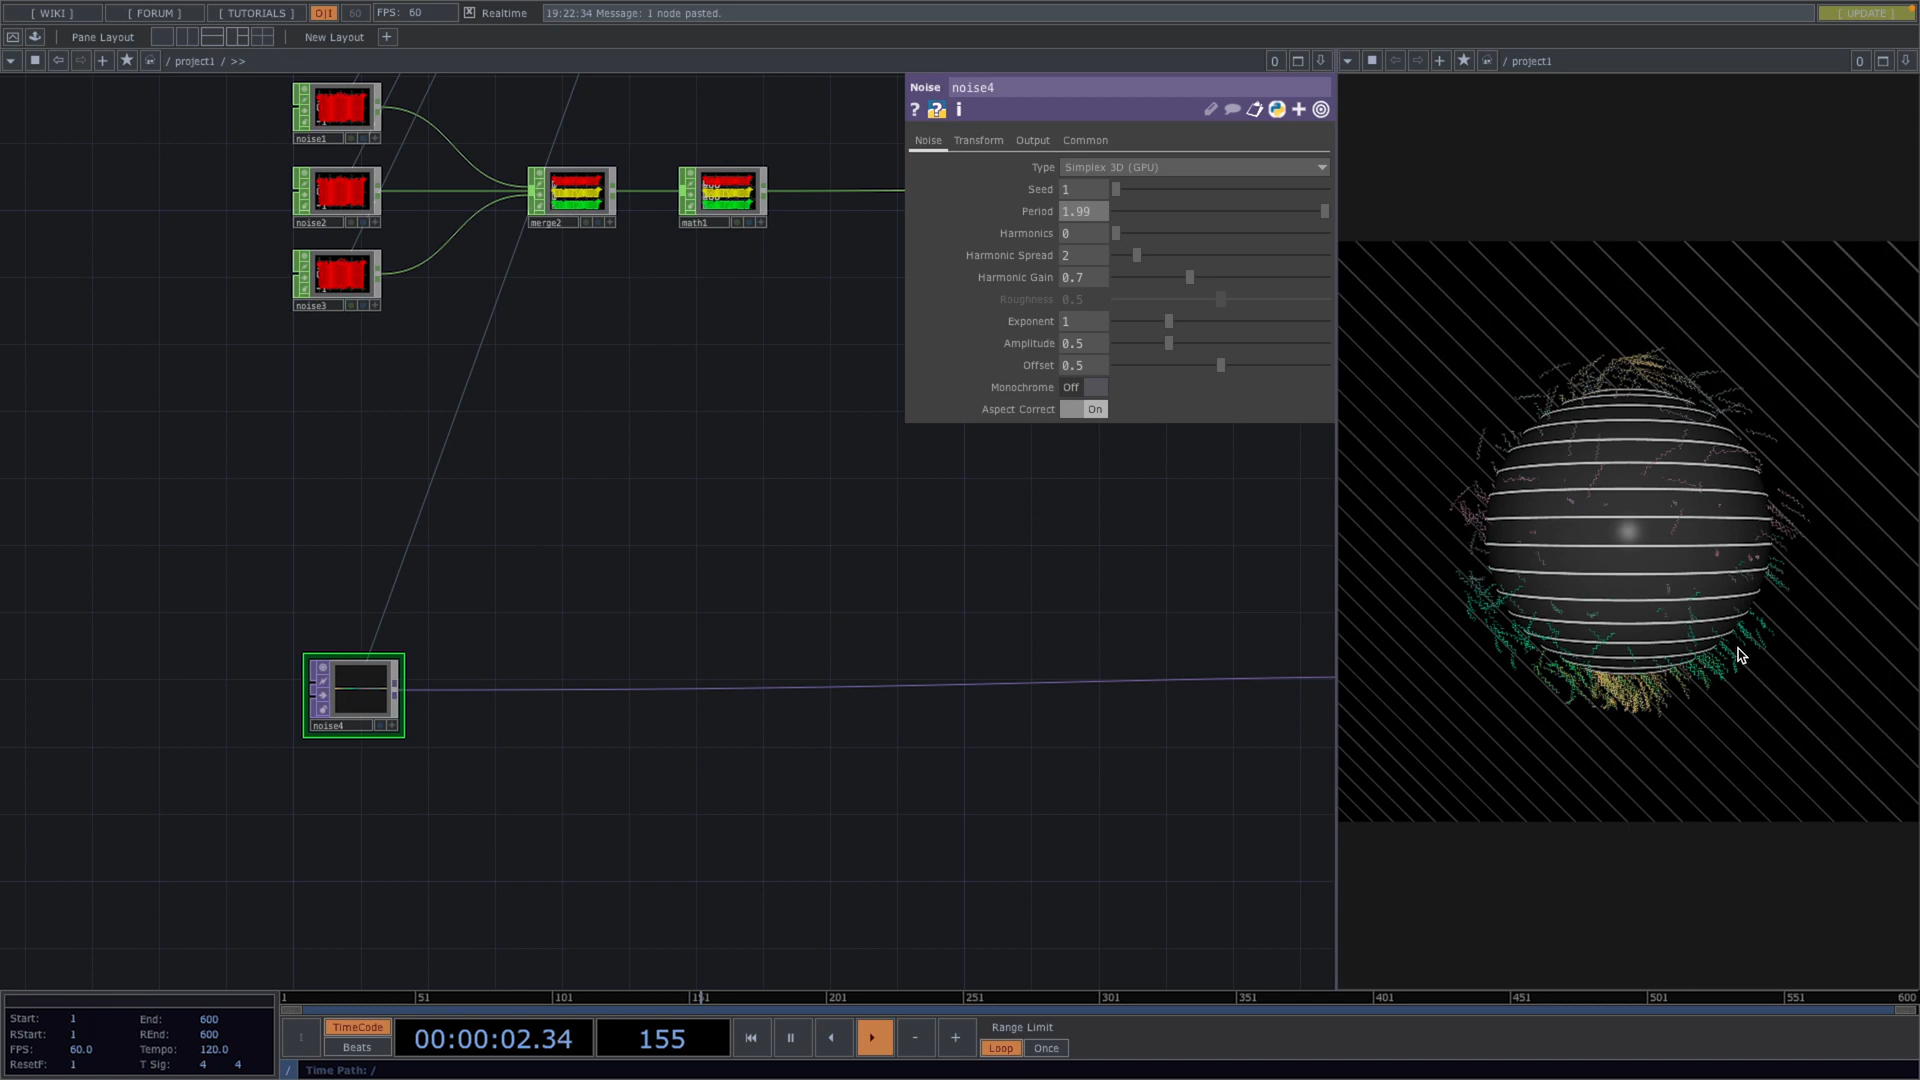 [ WIKI ] [ FORUM ] [ TUTORIALS ] O|I 60 FPS: 60 Realtime 19:22:34 Message: 1 node pasted. [ UPDATE ]
Pane Layout New Layout +
/ project1 / >> 0 / project1 0
noise1
noise2
noise3
merge2
math1
Noise noise4
? ? i
Noise Transform Output Common
Type Simplex 3D (GPU)
Seed 1
Period 1.99
Harmonics 0
Harmonic Spread 2
Harmonic Gain 0.7
Roughness 0.5
Exponent 1
Amplitude 0.5
Offset 0.5
Monochrome Off
Aspect Correct On
noise4
1 51 101 151 201 251 301 351 401 451 501 551 600
Start: 1 End: 600
RStart: 1 REnd: 600
FPS: 60.0 Tempo: 120.0
ResetF: 1 T Sig: 4 4
TimeCode
Beats
00:00:02.34 155
- +
Range Limit
Loop Once
/ Time Path: /